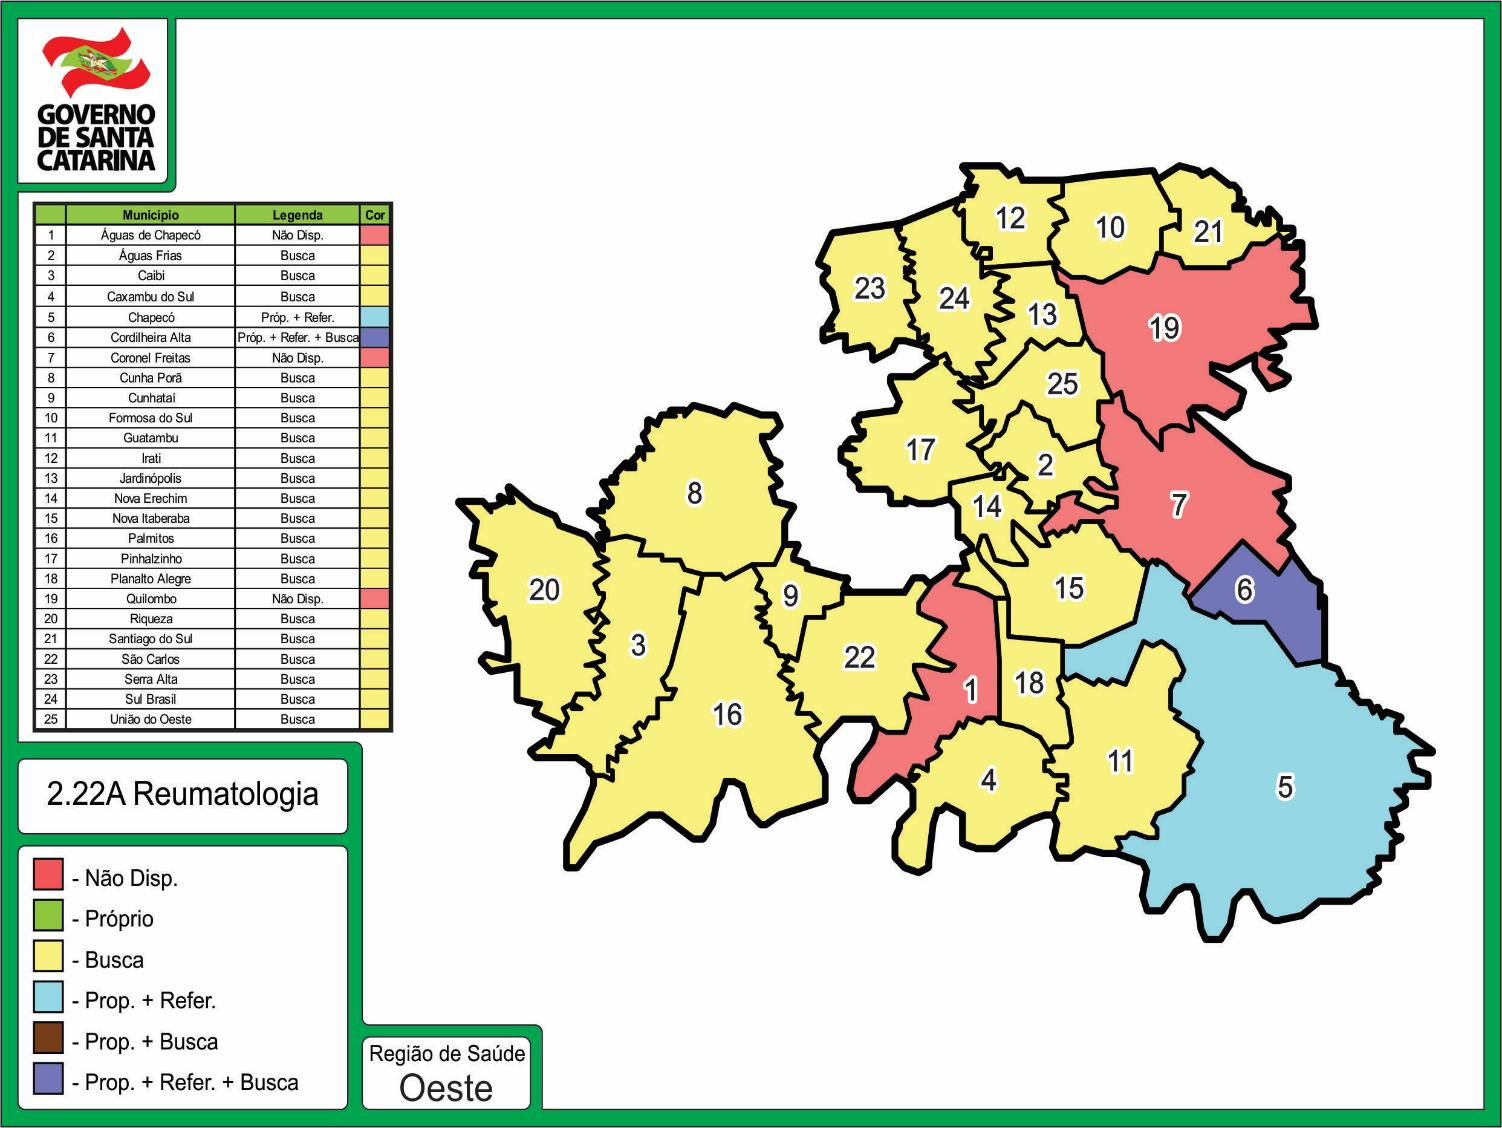 GOVERNO
DE SANTA
CATARINA
Município Legenda Cor
1 Águas de Chapecó Não Disp.
2 Águas Frias Busca
3 Caibi Busca
4 Caxambu do Sul Busca
5 Chapecó Próp. + Refer.
6 Cordilheira Alta Próp. + Refer. + Busca
7 Coronel Freitas Não Disp.
8 Cunha Porã Busca
9 Cunhataí Busca
10 Formosa do Sul Busca
11 Guatambu Busca
12 Irati Busca
13 Jardinópolis Busca
14 Nova Erechim Busca
15 Nova Itaberaba Busca
16 Palmitos Busca
17 Pinhalzinho Busca
18 Planalto Alegre Busca
19 Quilombo Não Disp.
20 Riqueza Busca
21 Santiago do Sul Busca
22 São Carlos Busca
23 Serra Alta Busca
24 Sul Brasil Busca
25 União do Oeste Busca
2.22A Reumatologia
- Não Disp.
- Próprio
- Busca
- Prop. + Refer.
- Prop. + Busca
- Prop. + Refer. + Busca
Região de Saúde
Oeste
12
10
21
23
24
13
19
25
17
2
8
14
7
20
9
15
6
3
22
1
18
16
4
11
5